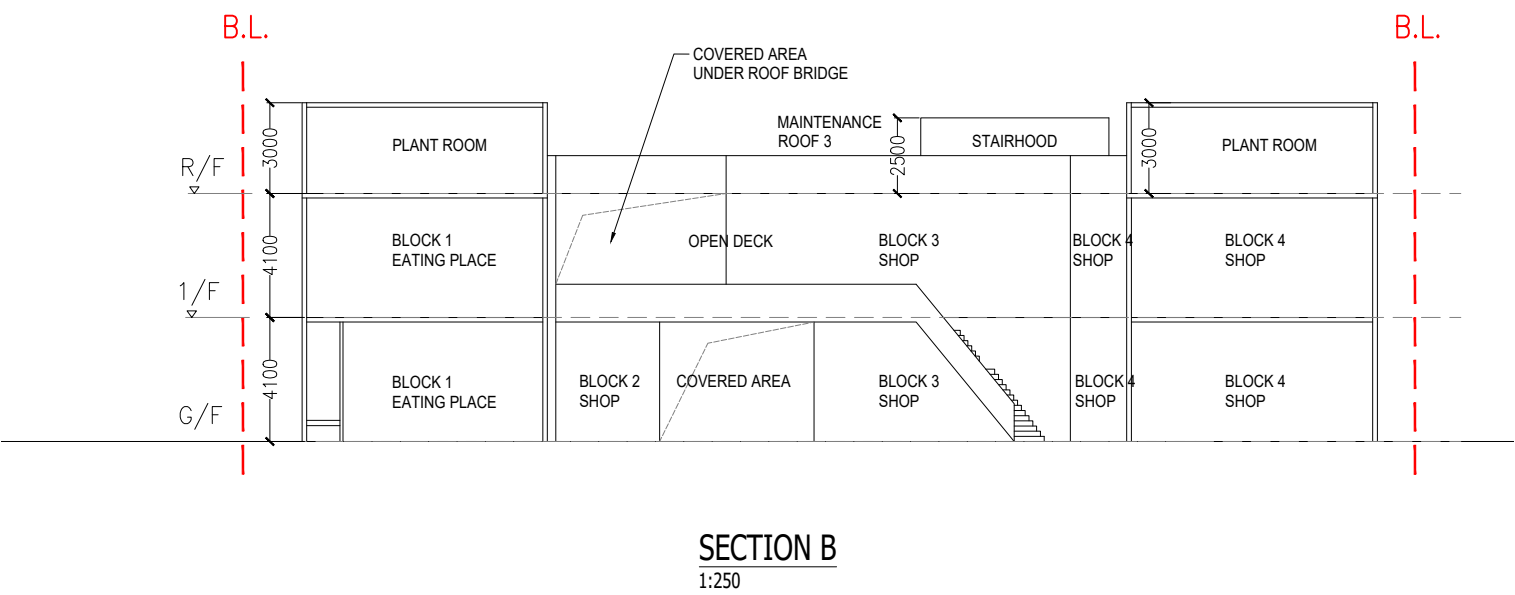 B.L.
B.L.
COVERED AREA
UNDER ROOF BRIDGE
MAINTENANCE
ROOF 3
PLANT ROOM
3000
2500
STAIRHOOD
3000
PLANT ROOM
R/F
4100
BLOCK 1
EATING PLACE
OPEN DECK
BLOCK 3
SHOP
BLOCK 4
SHOP
BLOCK 4
SHOP
1/F
4100
BLOCK 1
EATING PLACE
BLOCK 2
SHOP
COVERED AREA
BLOCK 3
SHOP
BLOCK 4
SHOP
BLOCK 4
SHOP
G/F
SECTION B
1:250